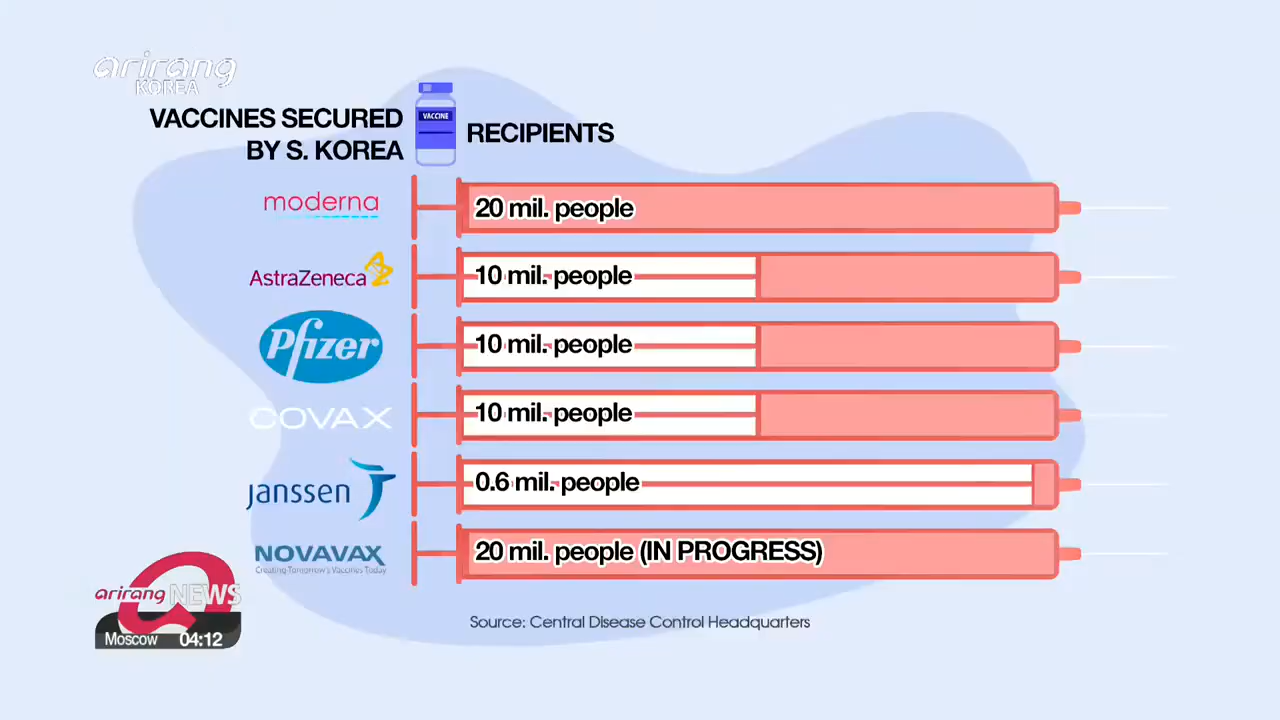 arirang
KOREA
VACCINES SECURED
BY S. KOREA
VACCINE
RECIPIENTS
moderna
20 mil. people
AstraZeneca
10 mil. people
Pfizer
10 mil. people
COVAX
10 mil. people
janssen
0.6 mil. people
NOVAVAX
Creating Tomorrow's Vaccines Today
20 mil. people (IN PROGRESS)
arirang NEWS
Moscow 04:12
Source: Central Disease Control Headquarters